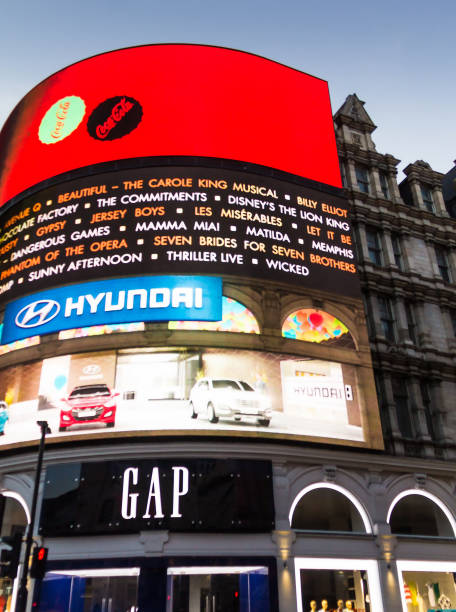 Coca-Cola Coca-Cola
AVENUE Q ▪ BEAUTIFUL – THE CAROLE KING MUSICAL ▪ BILLY ELLIOT
CHOCOLATE FACTORY ▪ THE COMMITMENTS ▪ DISNEY'S THE LION KING
GYPSY ▪ JERSEY BOYS ▪ LES MISÉRABLES ▪ LET IT BE
DANGEROUS GAMES ▪ MAMMA MIA! ▪ MATILDA ▪ MEMPHIS
PHANTOM OF THE OPERA ▪ SEVEN BRIDES FOR SEVEN BROTHERS
SUNNY AFTERNOON ▪ THRILLER LIVE ▪ WICKED
HYUNDAI
HYUNDAI
GAP